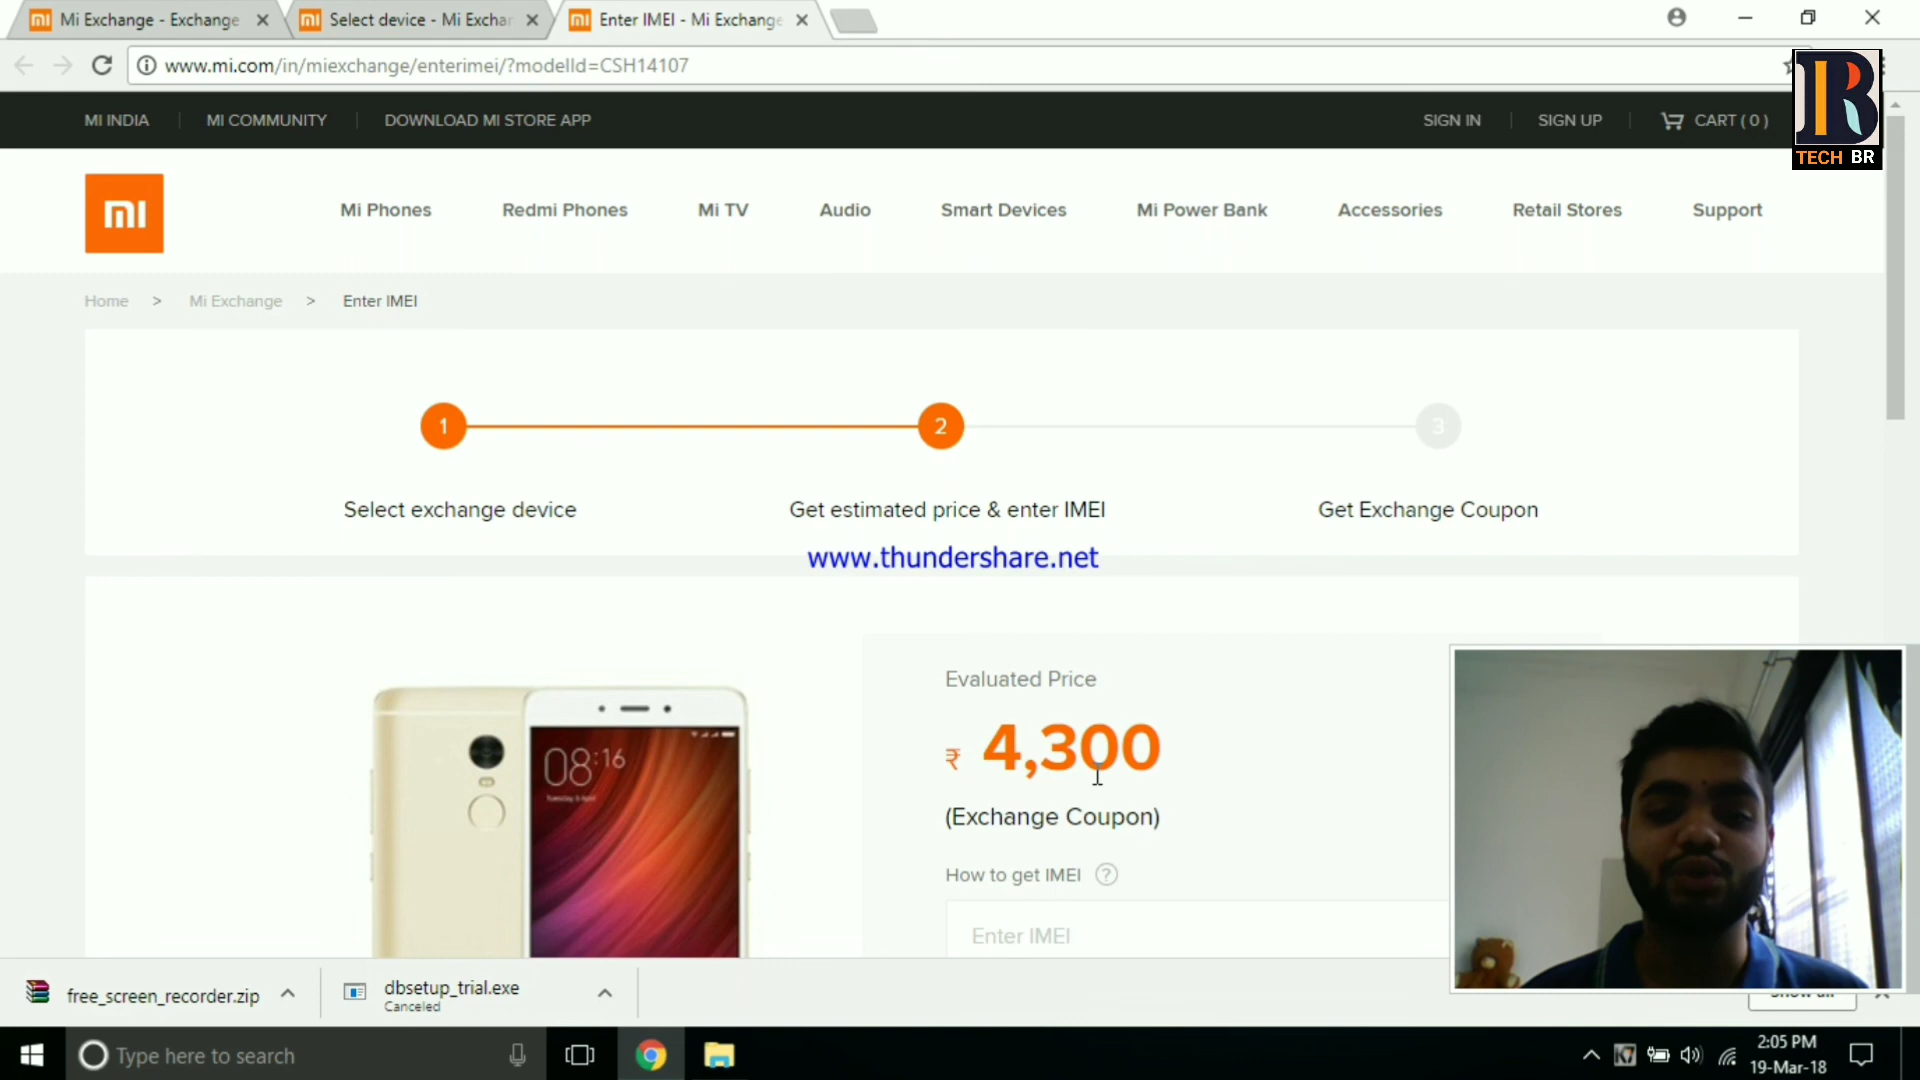 Mi Exchange - Exchange
Select device - Mi Exchan
Enter IMEI - Mi Exchange
www.mi.com/in/miexchange/enterimei/?modelId=CSH14107
MI INDIA
MI COMMUNITY
DOWNLOAD MI STORE APP
SIGN IN
SIGN UP
CART ( 0 )
TECH BR
Mi Phones
Redmi Phones
Mi TV
Audio
Smart Devices
Mi Power Bank
Accessories
Retail Stores
Support
Home > Mi Exchange > Enter IMEI
1
2
3
Select exchange device
Get estimated price & enter IMEI
Get Exchange Coupon
www.thundershare.net
Evaluated Price
₹ 4,300
(Exchange Coupon)
08:16
How to get IMEI ?
Enter IMEI
free_screen_recorder.zip
dbsetup_trial.exe
Canceled
Type here to search
2:05 PM
19-Mar-18